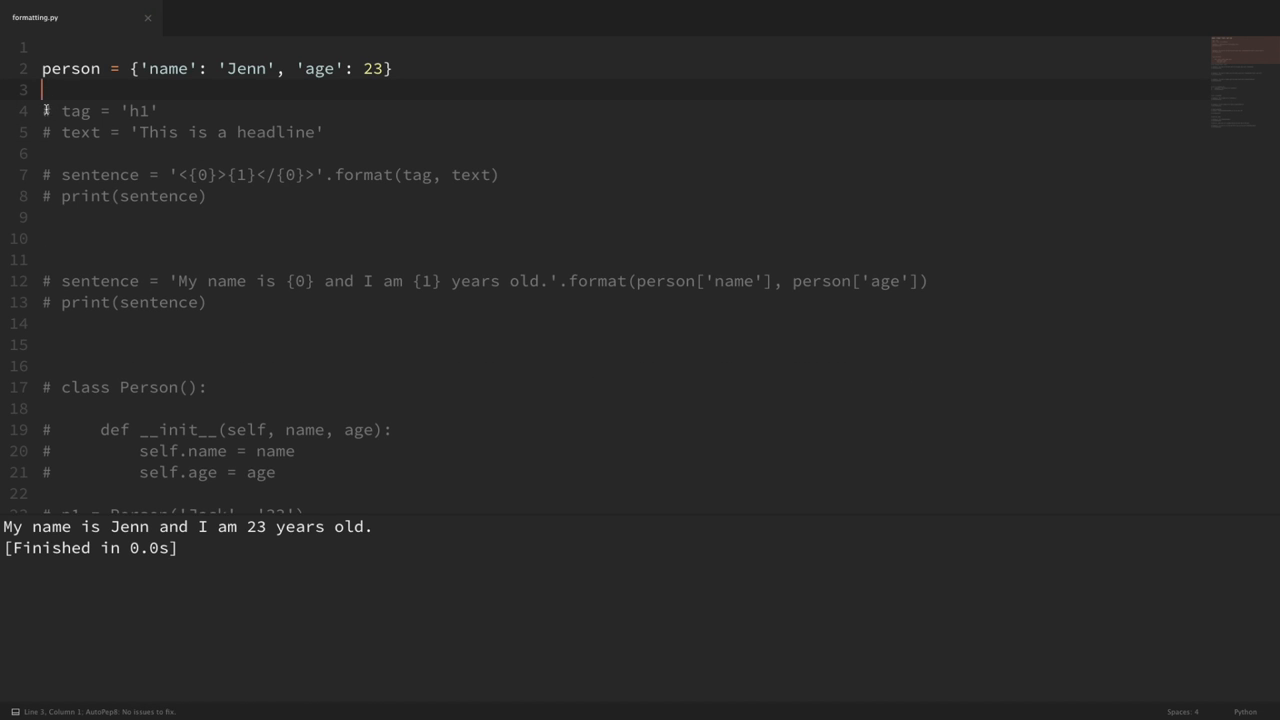 formatting.py
1
2 person = {'name': 'Jenn', 'age': 23}
3
4 # tag = 'h1'
5 # text = 'This is a headline'
6
7 # sentence = '<{0}>{1}</{0}>'.format(tag, text)
8 # print(sentence)
9
10
11
12 # sentence = 'My name is {0} and I am {1} years old.'.format(person['name'], person['age'])
13 # print(sentence)
14
15
16
17 # class Person():
18
19 #     def __init__(self, name, age):
20 #         self.name = name
21 #         self.age = age
22
23 # p1 = Person('Jack', '33')
My name is Jenn and I am 23 years old.
[Finished in 0.0s]
Line 3, Column 1; AutoPep8: No issues to fix.
Spaces: 4
Python